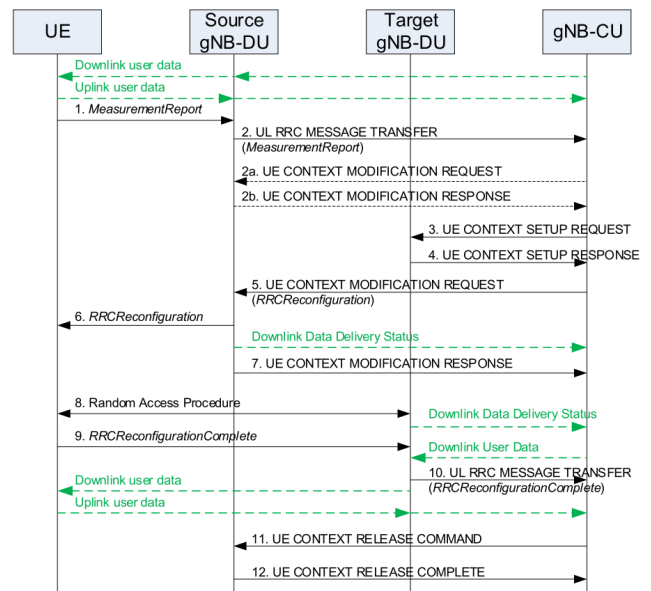 UE
Source
gNB-DU
Target
gNB-DU
gNB-CU
Downlink user data
Uplink user data
1. MeasurementReport
2. UL RRC MESSAGE TRANSFER
(MeasurementReport)
2a. UE CONTEXT MODIFICATION REQUEST
2b. UE CONTEXT MODIFICATION RESPONSE
3. UE CONTEXT SETUP REQUEST
4. UE CONTEXT SETUP RESPONSE
5. UE CONTEXT MODIFICATION REQUEST
(RRCReconfiguration)
6. RRCReconfiguration
Downlink Data Delivery Status
7. UE CONTEXT MODIFICATION RESPONSE
8. Random Access Procedure
Downlink Data Delivery Status
9. RRCReconfigurationComplete
Downlink User Data
10. UL RRC MESSAGE TRANSFER
(RRCReconfigurationComplete)
Downlink user data
Uplink user data
11. UE CONTEXT RELEASE COMMAND
12. UE CONTEXT RELEASE COMPLETE